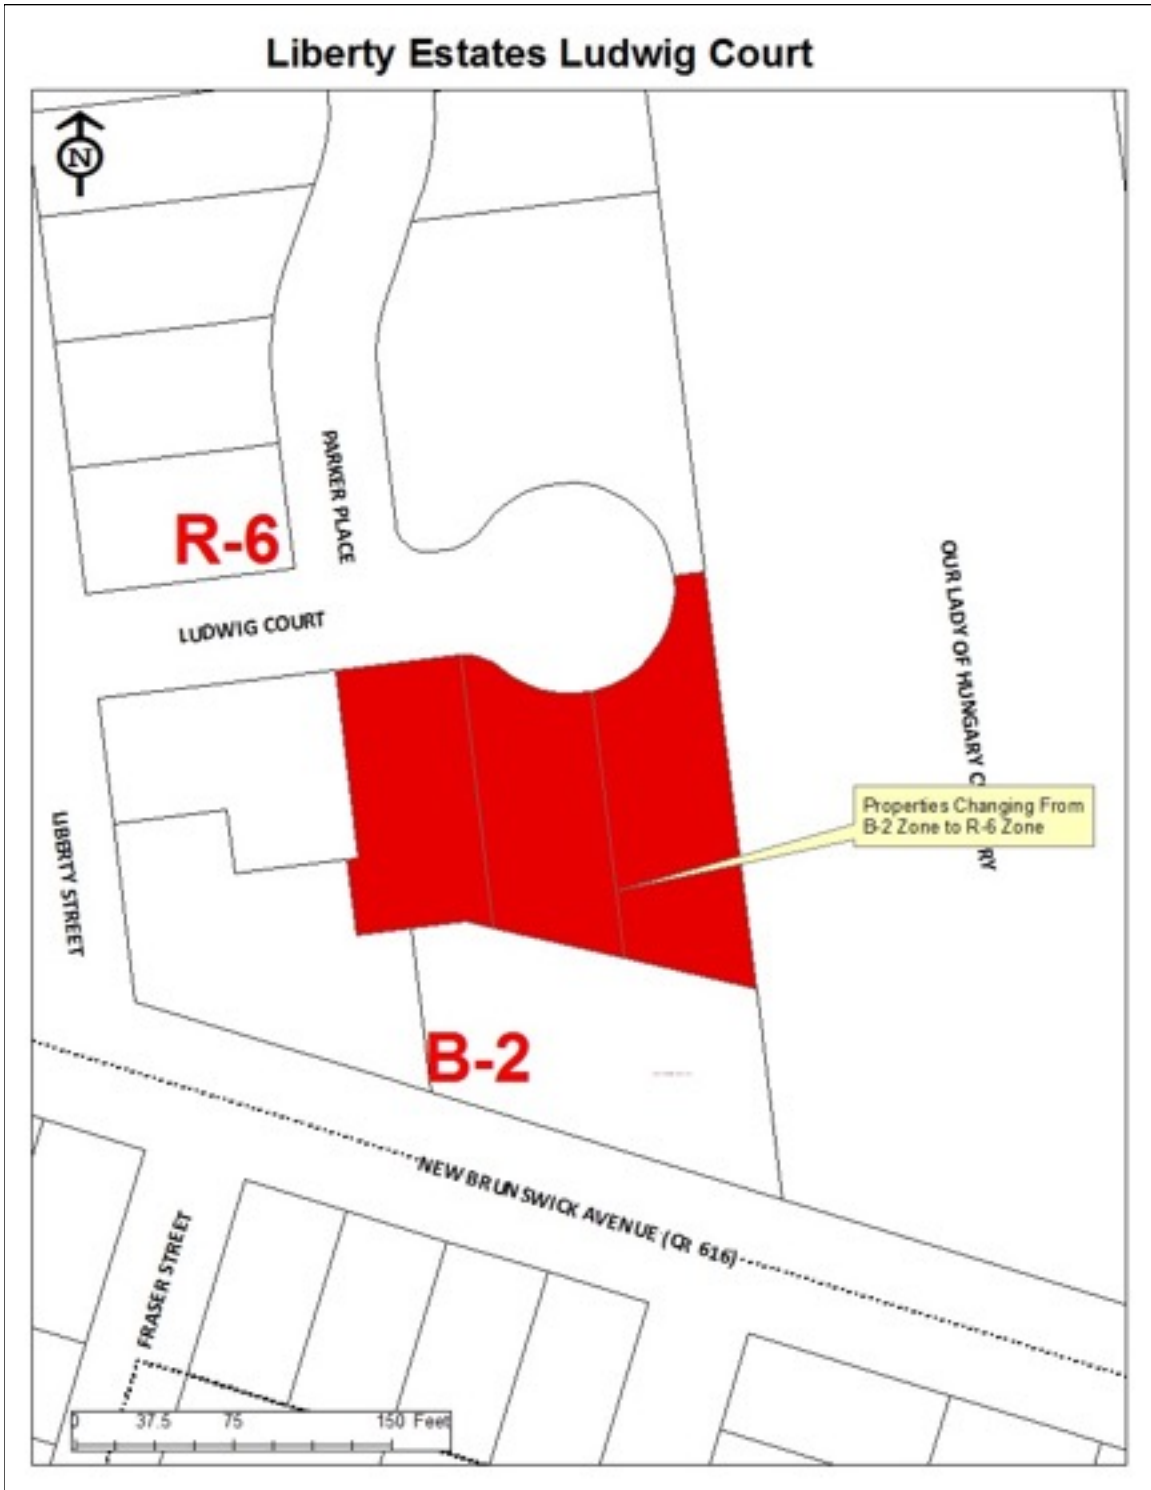 Liberty Estates Ludwig Court
N
PARKER PLACE
R-6
LUDWIG COURT
OUR LADY OF HUNGARY C
RY
Properties Changing From
B-2 Zone to R-6 Zone
LIBERTY STREET
B-2
NEW BRUNSWICK AVENUE (CR 616)
FRASER STREET
0 37.5 75 150 Feet